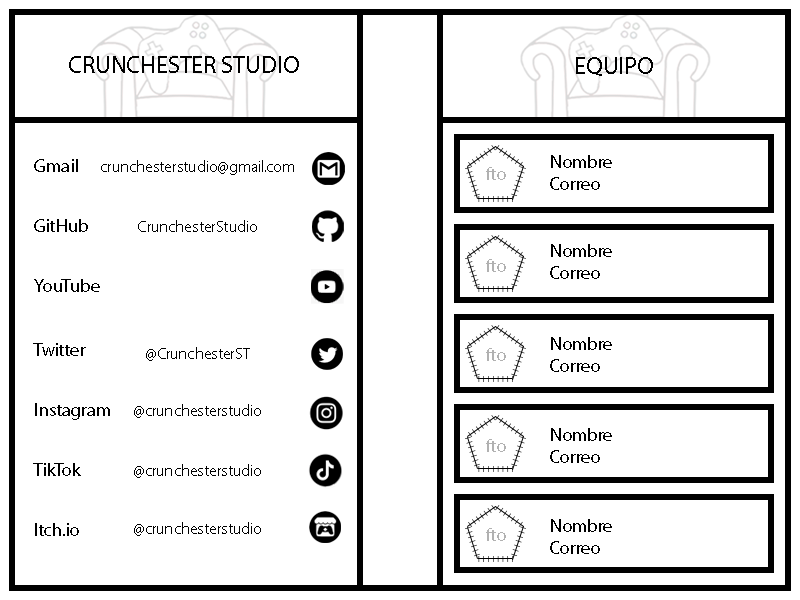 CRUNCHESTER STUDIO
Gmail crunchesterstudio@gmail.com
GitHub CrunchesterStudio
YouTube
Twitter @CrunchesterST
Instagram @crunchesterstudio
TikTok @crunchesterstudio
Itch.io @crunchesterstudio
EQUIPO
fto
Nombre
Correo
fto
Nombre
Correo
fto
Nombre
Correo
fto
Nombre
Correo
fto
Nombre
Correo